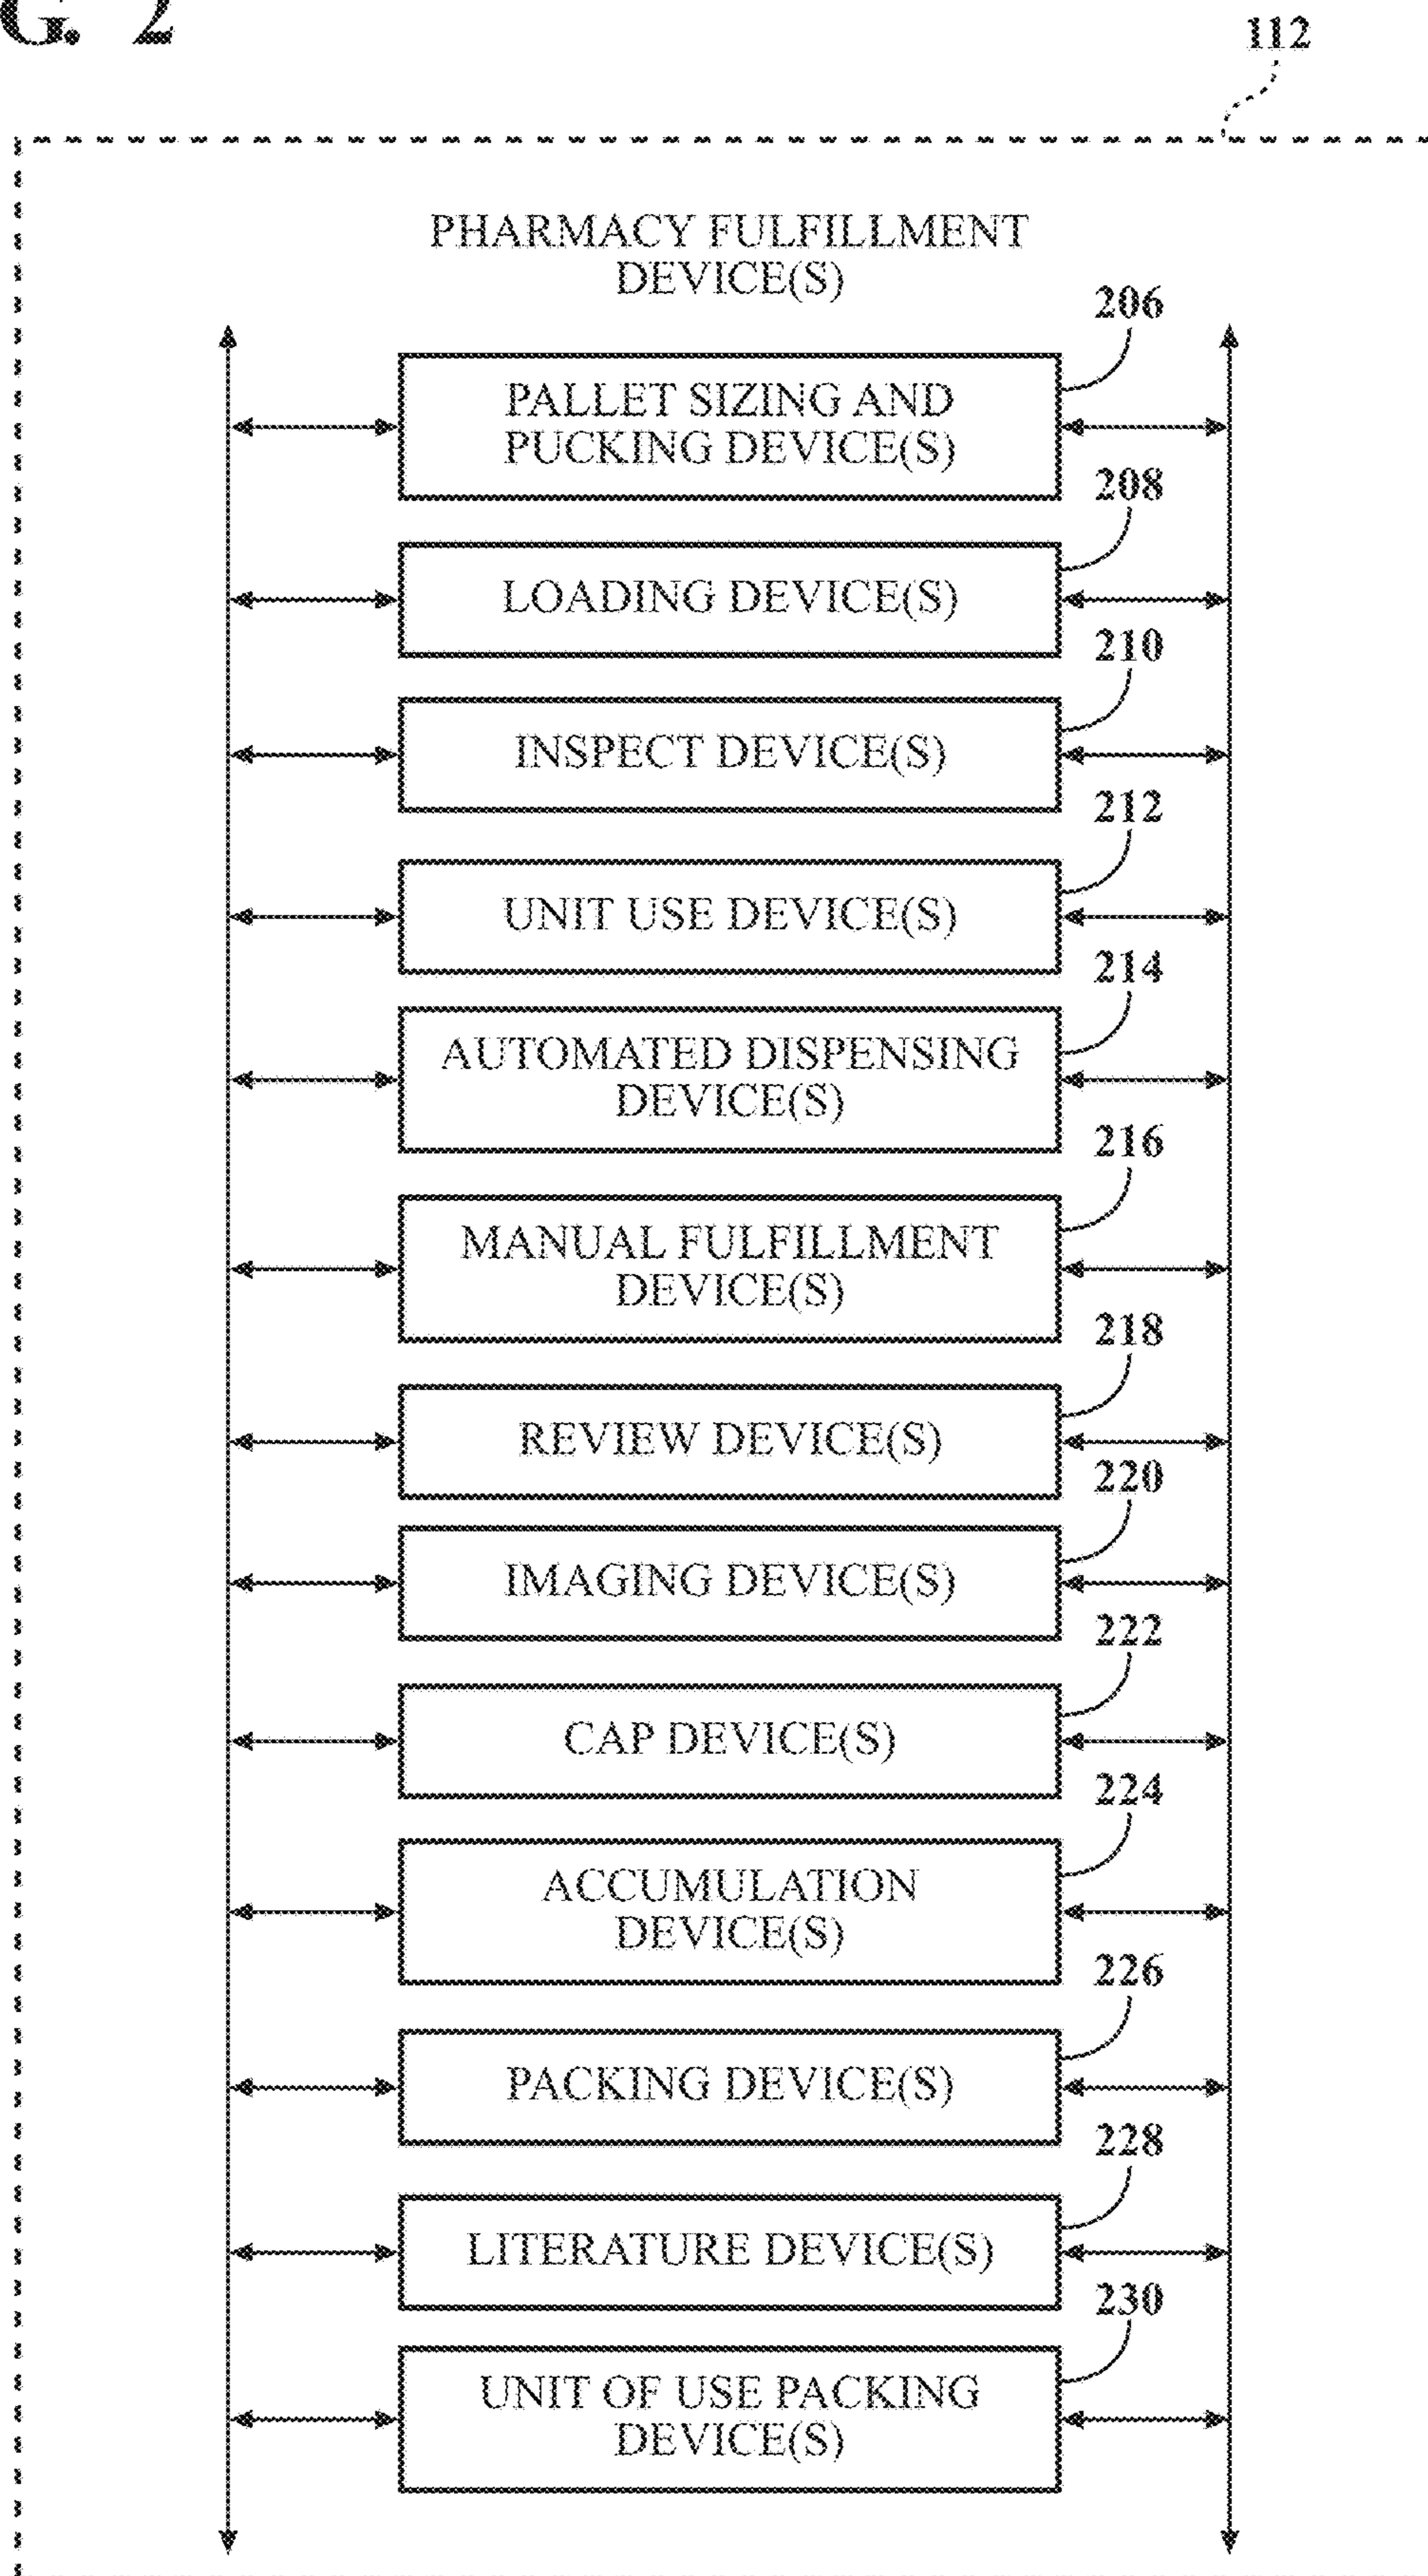 G. 2
112
PHARMACY FULFILLMENT
DEVICE(S)
206
PALLET SIZING AND
PUCKING DEVICE(S)
208
LOADING DEVICE(S)
210
INSPECT DEVICE(S)
212
UNIT USE DEVICE(S)
214
AUTOMATED DISPENSING
DEVICE(S)
216
MANUAL FULFILLMENT
DEVICE(S)
218
REVIEW DEVICE(S)
220
IMAGING DEVICE(S)
222
CAP DEVICE(S)
224
ACCUMULATION
DEVICE(S)
226
PACKING DEVICE(S)
228
LITERATURE DEVICE(S)
230
UNIT OF USE PACKING
DEVICE(S)